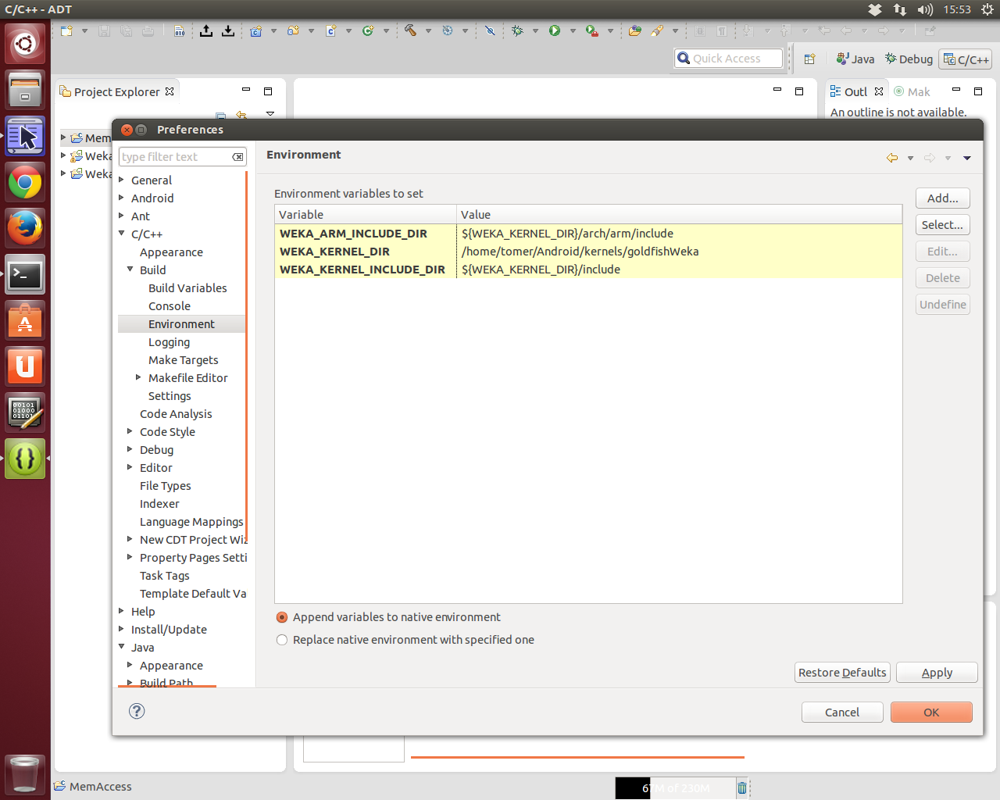 C/C++ - ADT
15:53
Quick Access
Java
Debug
C/C++
Project Explorer
Outl
Mak
An outline is not available.
Mem
Weka
Weka
Preferences
type filter text
General
Android
Ant
C/C++
Appearance
Build
Build Variables
Console
Environment
Logging
Make Targets
Makefile Editor
Settings
Code Analysis
Code Style
Debug
Editor
File Types
Indexer
Language Mappings
New CDT Project Wiz
Property Pages Setti
Task Tags
Template Default Va
Help
Install/Update
Java
Appearance
Build Path
Environment
Environment variables to set
Variable Value
WEKA_ARM_INCLUDE_DIR ${WEKA_KERNEL_DIR}/arch/arm/include
WEKA_KERNEL_DIR /home/tomer/Android/kernels/goldfishWeka
WEKA_KERNEL_INCLUDE_DIR ${WEKA_KERNEL_DIR}/include
Add...
Select...
Edit...
Delete
Undefine
Append variables to native environment
Replace native environment with specified one
Restore Defaults
Apply
Cancel
OK
MemAccess
67M of 230M